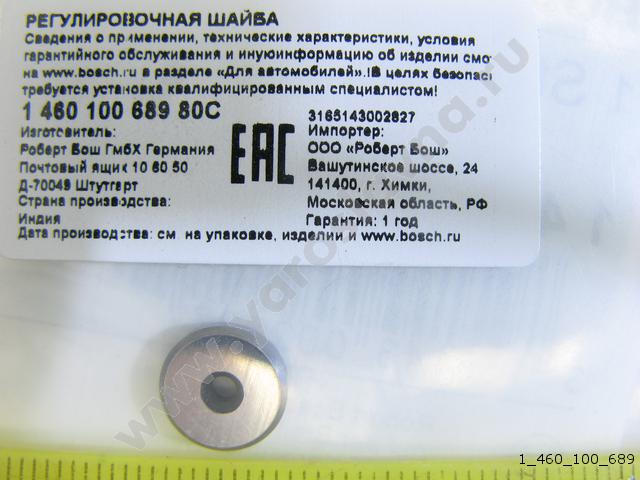 РЕГУЛИРОВОЧНАЯ ШАЙБА
Сведения о применении, технические характеристики, условия
гарантийного обслуживания и инуюинформацию об изделии смо
на www.bosch.ru в разделе «Для автомобилей».!В целях безопас
требуется установка квалифицированным специалистом!
1 460 100 689 80C
3165143002827
Изготовитель:
Импортер:
Роберт Бош ГмбХ Германия
ООО «Роберт Бош»
Почтовый ящик 10 60 50
Вашутинское шоссе, 24
Д-70049 Штутгарт
141400, г. Химки,
Страна производства:
Московская область, РФ
Индия
Гарантия: 1 год
Дата производства: см. на упаковке, изделии и www.bosch.ru
EAC
1_460_100_689